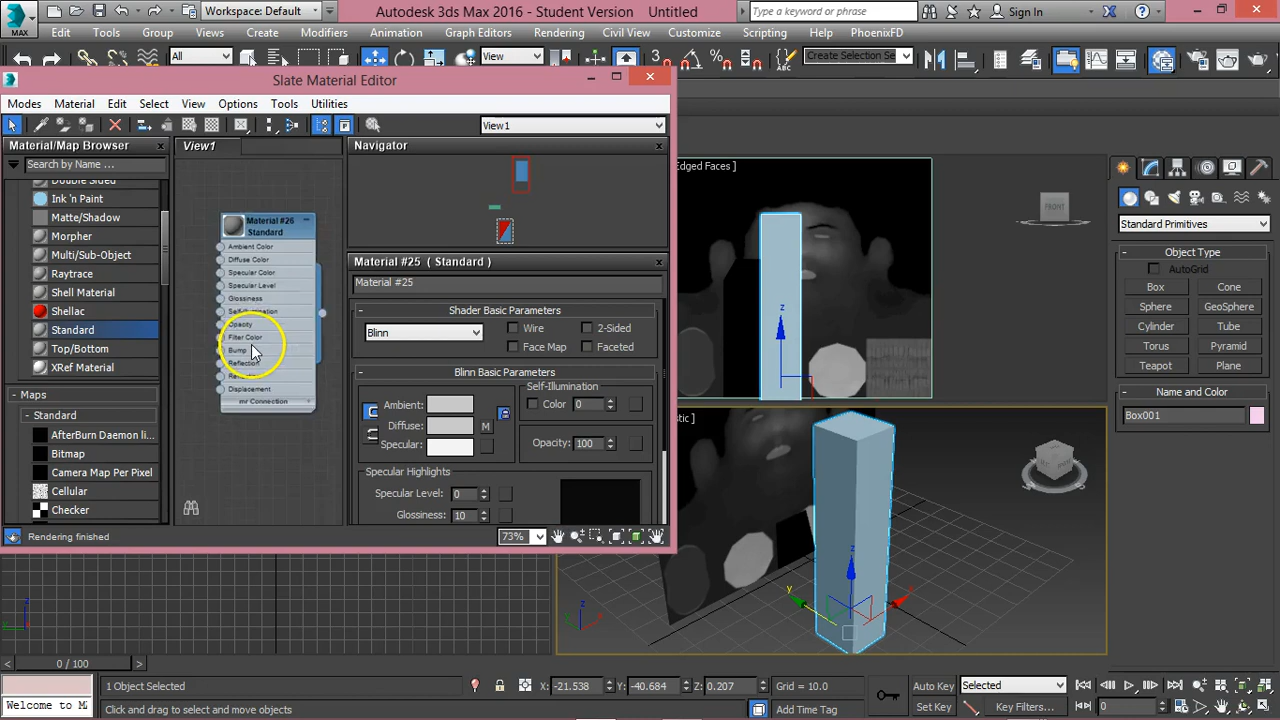 Workspace: Default
Autodesk 3ds Max 2016 - Student Version
Untitled
Type a keyword or phrase
Sign In
MAX
Edit
Tools
Group
Views
Create
Modifiers
Animation
Graph Editors
Rendering
Civil View
Customize
Scripting
Help
PhoenixFD
All
View
Create Selection Se
Slate Material Editor
Modes
Material
Edit
Select
View
Options
Tools
Utilities
View1
Material/Map Browser
Search by Name ...
Double Sided
Ink 'n Paint
Matte/Shadow
Morpher
Multi/Sub-Object
Raytrace
Shell Material
Shellac
Standard
Top/Bottom
XRef Material
Maps
Standard
AfterBurn Daemon li...
Bitmap
Camera Map Per Pixel
Cellular
Checker
View1
Material #26
Standard
Ambient Color
Diffuse Color
Specular Color
Specular Level
Glossiness
Self-Illumination
Opacity
Filter Color
Bump
Reflection
Displacement
mr Connection
Navigator
Material #25 ( Standard )
Material #25
Shader Basic Parameters
Blinn
Wire
2-Sided
Face Map
Faceted
Blinn Basic Parameters
Self-Illumination
Ambient:
Color
0
Diffuse:
M
Specular:
Opacity:
100
Specular Highlights
Specular Level:
0
Glossiness:
10
Rendering finished
73%
Edged Faces ]
FRONT
z
z
y
z
z
Standard Primitives
Object Type
AutoGrid
Box
Cone
Sphere
GeoSphere
Cylinder
Tube
Torus
Pyramid
Teapot
Plane
Name and Color
Box001
0 / 100
1 Object Selected
X:
-21.538
Y:
-40.684
Z:
0.207
Grid = 10.0
Auto Key
Selected
Welcome to M
Click and drag to select and move objects
Add Time Tag
Set Key
Key Filters...
0